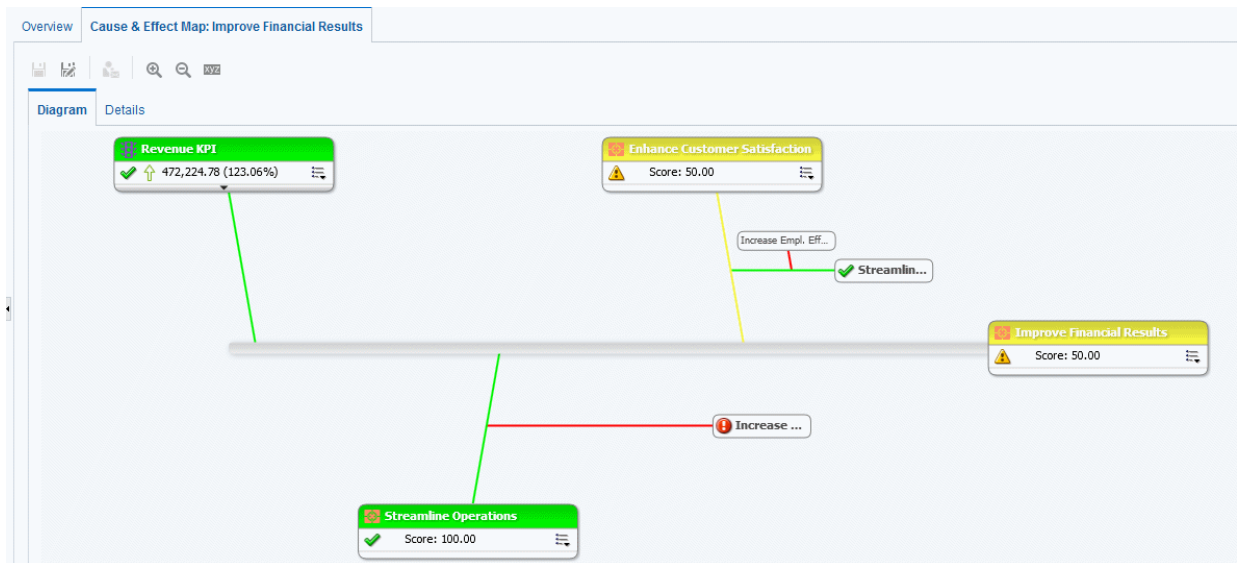 Overview
Cause & Effect Map: Improve Financial Results
xyz
Diagram
Details
Revenue KPI
472,224.78 (123.06%)
Enhance Customer Satisfaction
Score: 50.00
Increase Empl. Eff...
Streamlin...
Improve Financial Results
Score: 50.00
Increase ...
Streamline Operations
Score: 100.00